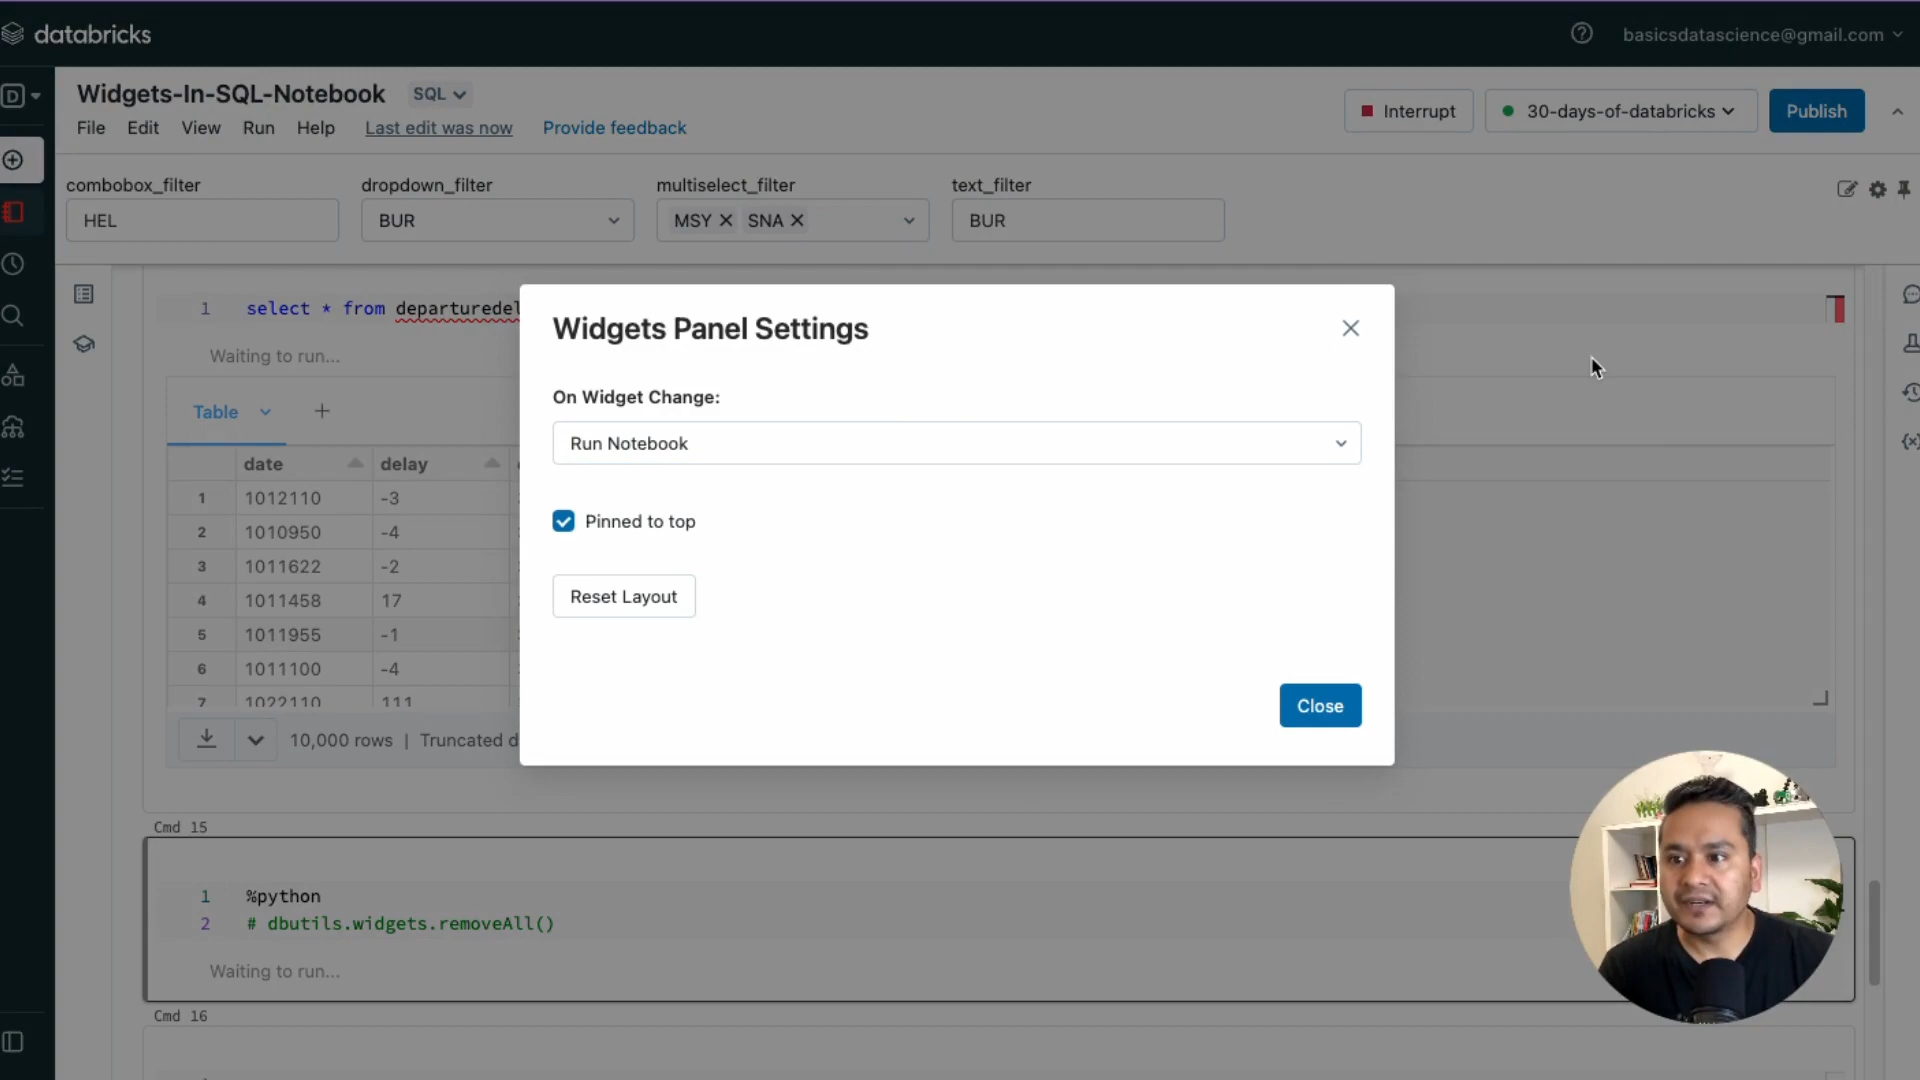 databricks
basicsdatascience@gmail.com
Widgets-In-SQL-Notebook SQL
File Edit View Run Help Last edit was now Provide feedback
Interrupt 30-days-of-databricks Publish
combobox_filter dropdown_filter multiselect_filter text_filter
HEL BUR MSY SNA BUR
1 select * from departuredel
Waiting to run...
Table
date delay
1 1012110 -3
2 1010950 -4
3 1011622 -2
4 1011458 17
5 1011955 -1
6 1011100 -4
7 1022110 111
10,000 rows | Truncated d
Widgets Panel Settings
On Widget Change:
Run Notebook
Pinned to top
Reset Layout
Close
Cmd 15
1 %python
2 # dbutils.widgets.removeAll()
Waiting to run...
Cmd 16